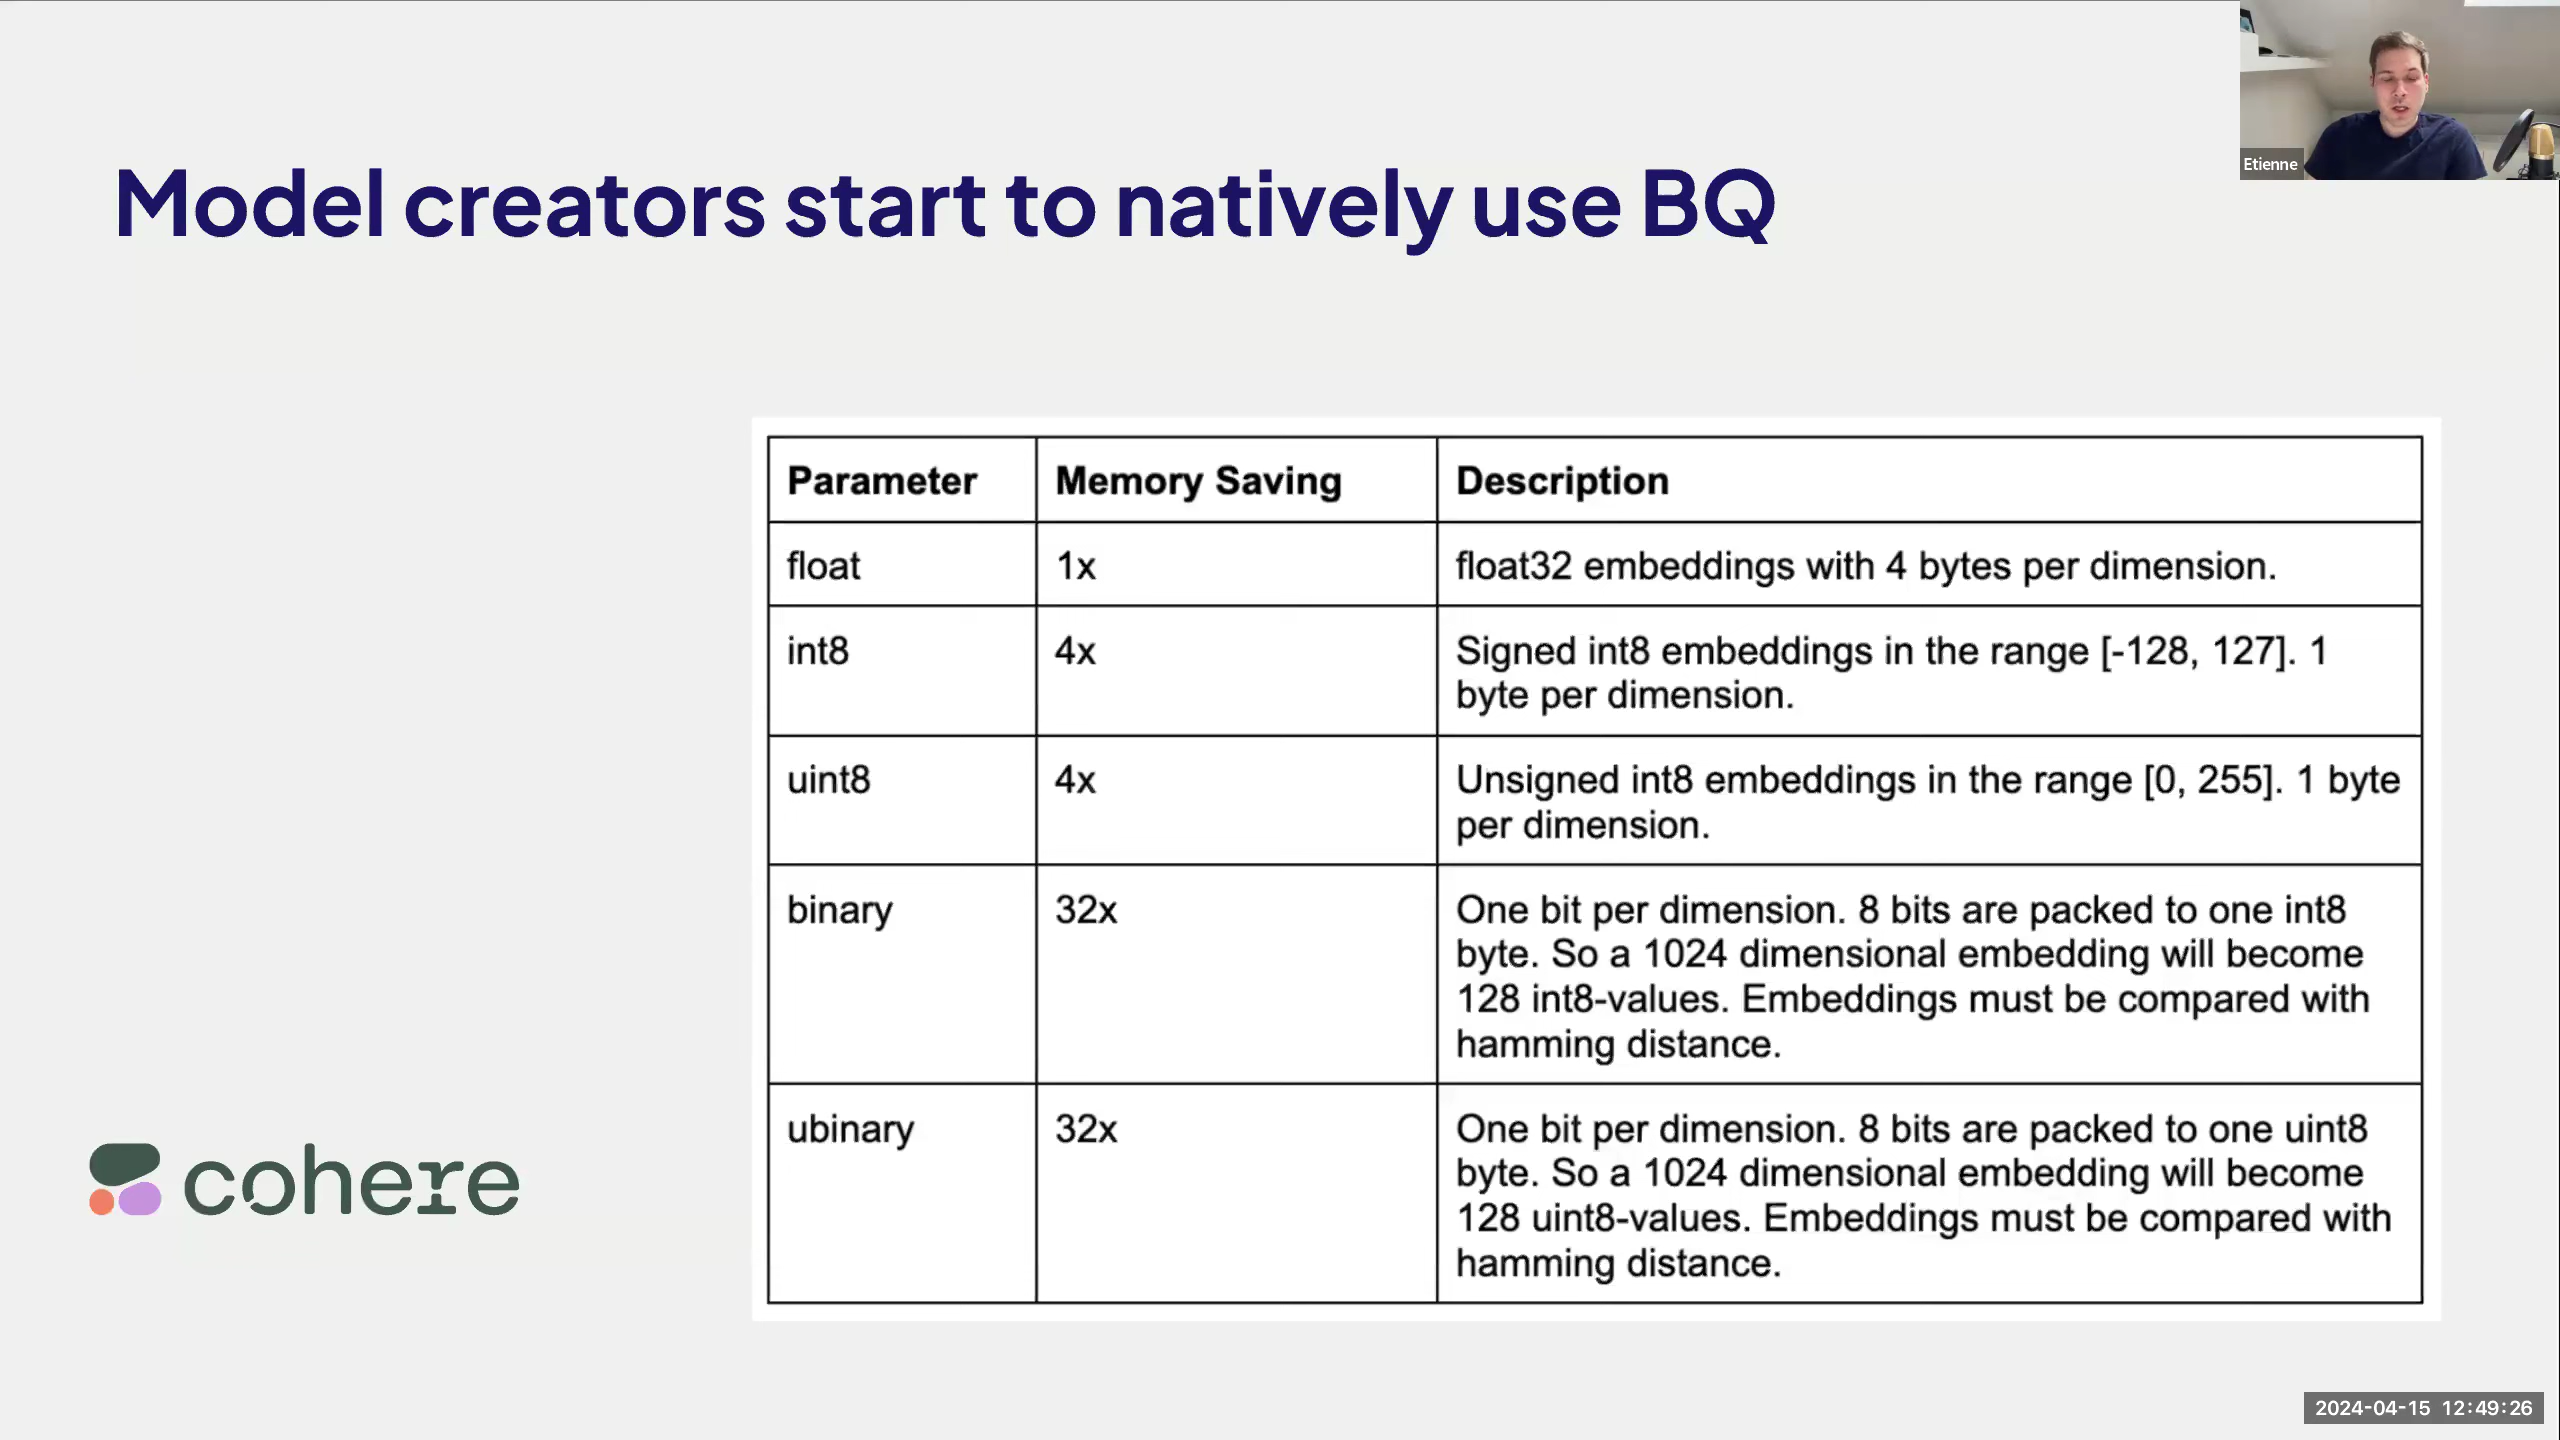 Etienne
Model creators start to natively use BQ
Parameter Memory Saving Description
float 1x float32 embeddings with 4 bytes per dimension.
int8 4x Signed int8 embeddings in the range [-128, 127]. 1
byte per dimension.
uint8 4x Unsigned int8 embeddings in the range [0, 255]. 1 byte
per dimension.
binary 32x One bit per dimension. 8 bits are packed to one int8
byte. So a 1024 dimensional embedding will become
128 int8-values. Embeddings must be compared with
hamming distance.
ubinary 32x One bit per dimension. 8 bits are packed to one uint8
byte. So a 1024 dimensional embedding will become
128 uint8-values. Embeddings must be compared with
hamming distance.
cohere
2024-04-15 12:49:26